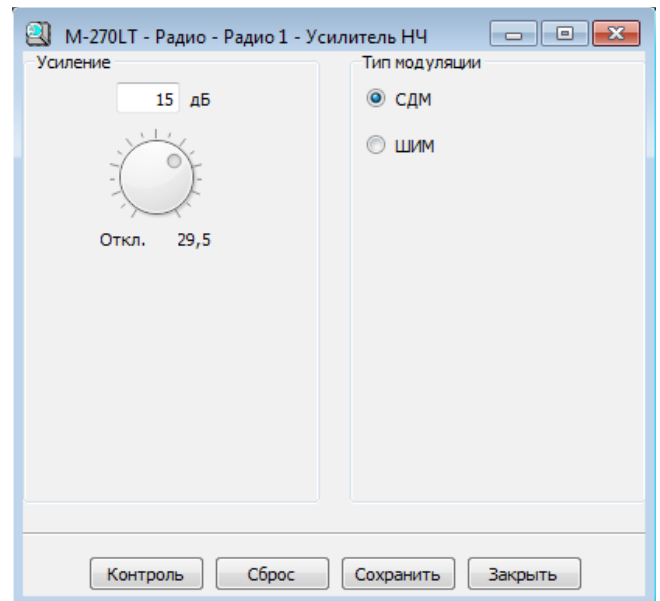 M-270LT - Радио - Радио 1 - Усилитель НЧ
Усиление
15 дБ
Откл. 29,5
Тип модуляции
СДМ
ШИМ
Контроль Сброс Сохранить Закрыть